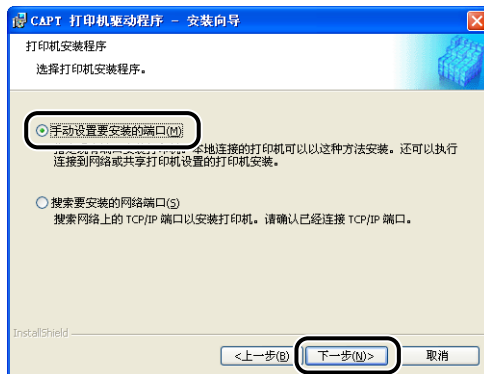 CAPT 打印机驱动程序 - 安装向导
打印机安装程序
选择打印机安装程序。
手动设置要安装的端口(M)
安装打印机。本地连接的打印机可以以这种方法安装。还可以执行
连接到网络或共享打印机设置的打印机安装。
搜索要安装的网络端口(S)
搜索网络上的 TCP/IP 端口以安装打印机。请确认已经连接 TCP/IP 端口。
InstallShield
<上一步(B)
下一步(N)>
取消